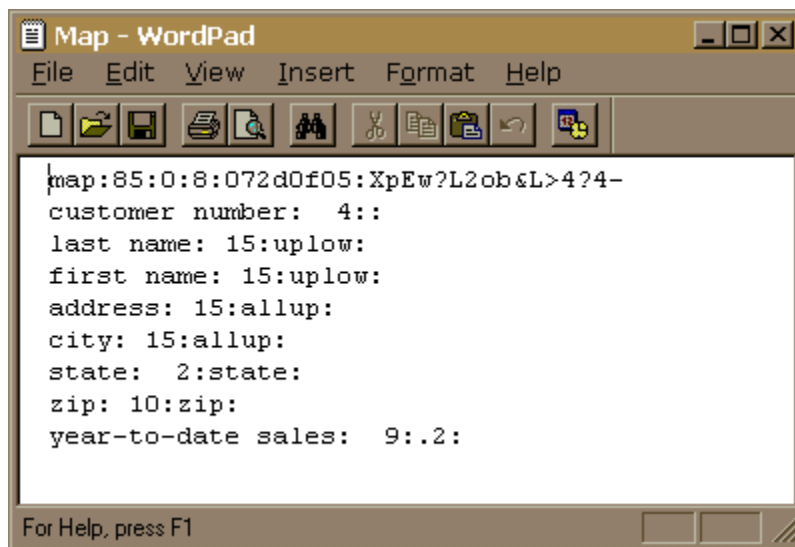 Map - WordPad
File Edit View Insert Format Help
map:85:0:8:072d0f05:XpEw?L2ob&L>4?4-
customer number:  4::
last name: 15:uplow:
first name: 15:uplow:
address: 15:allup:
city: 15:allup:
state:  2:state:
zip: 10:zip:
year-to-date sales:  9:.2:
For Help, press F1